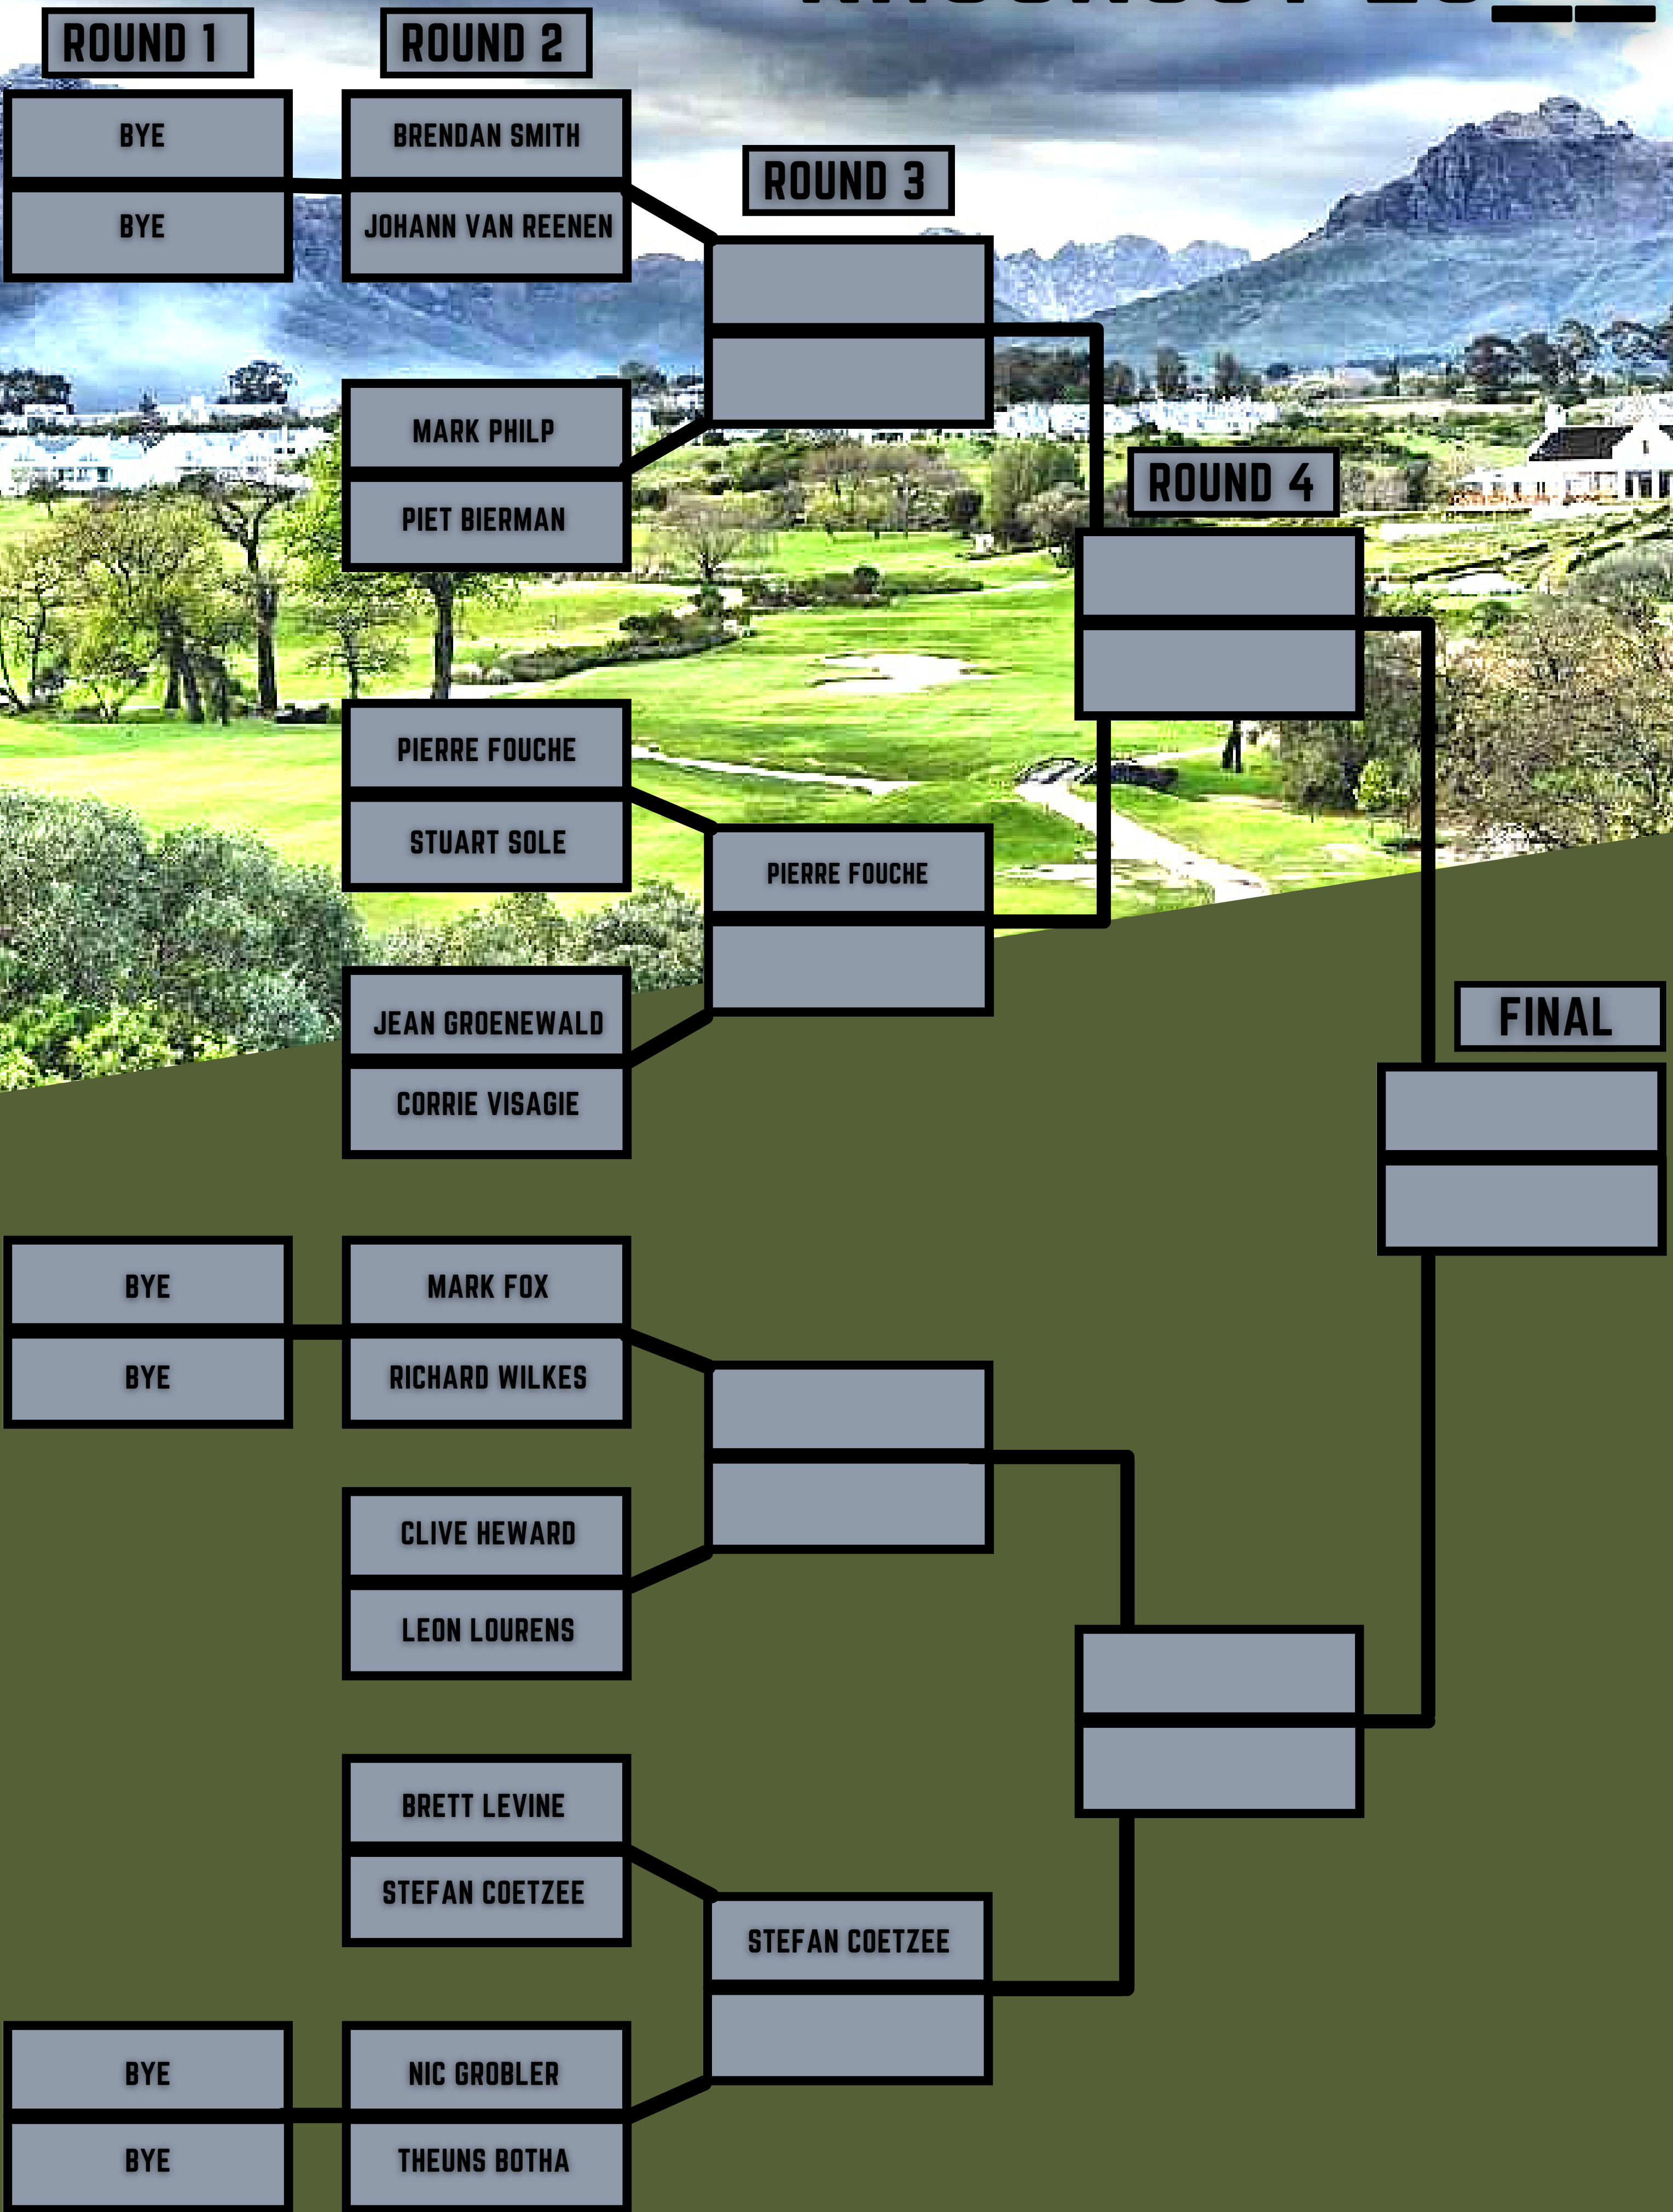 ROUND 1
ROUND 2
BYE
BRENDAN SMITH
BYE
JOHANN VAN REENEN
ROUND 3
MARK PHILP
PIET BIERMAN
ROUND 4
PIERRE FOUCHE
STUART SOLE
PIERRE FOUCHE
JEAN GROENEWALD
CORRIE VISAGIE
FINAL
BYE
MARK FOX
BYE
RICHARD WILKES
CLIVE HEWARD
LEON LOURENS
BRETT LEVINE
STEFAN COETZEE
STEFAN COETZEE
BYE
NIC GROBLER
BYE
THEUNS BOTHA